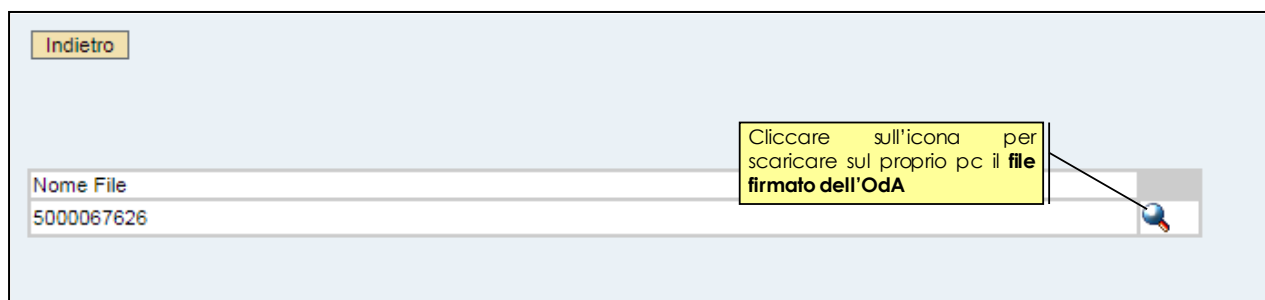 Indietro
Cliccare sull'icona per
scaricare sul proprio pc il file
firmato dell'OdA
Nome File
5000067626